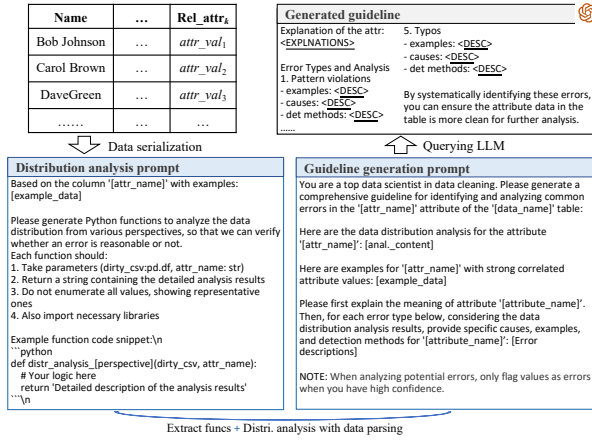 Name … Rel_attrₖ
Bob Johnson … attr_val₁
Carol Brown … attr_val₂
DaveGreen … attr_val₃
…… … …
Data serialization
Distribution analysis prompt
Based on the column '[attr_name]' with examples:
[example_data]
Please generate Python functions to analyze the data
distribution from various perspectives, so that we can verify
whether an error is reasonable or not.
Each function should:
1. Take parameters (dirty_csv:pd.df, attr_name: str)
2. Return a string containing the detailed analysis results
3. Do not enumerate all values, showing representative
ones
4. Also import necessary libraries
Example function code snippet:\n
```python
def distr_analysis_[perspective](dirty_csv, attr_name):
# Your logic here
return 'Detailed description of the analysis results'
```\n
Generated guideline
Explanation of the attr:
<EXPLNATIONS>
Error Types and Analysis
1. Pattern violations
- examples: <DESC>
- causes: <DESC>
- det methods: <DESC>
......
5. Typos
- examples: <DESC>
- causes: <DESC>
- det methods: <DESC>
By systematically identifying these errors,
you can ensure the attribute data in the
table is more clean for further analysis.
Querying LLM
Guideline generation prompt
You are a top data scientist in data cleaning. Please generate a
comprehensive guideline for identifying and analyzing common
errors in the '[attr_name]' attribute of the '[data_name]' table:
Here are the data distribution analysis for the attribute
'[attr_name]': [anal._content]
Here are examples for '[attr_name]' with strong correlated
attribute values: [example_data]
Please first explain the meaning of attribute '[attribute_name]'.
Then, for each error type below, considering the data
distribution analysis results, provide specific causes, examples,
and detection methods for '[attribute_name]': [Error
descriptions]
NOTE: When analyzing potential errors, only flag values as errors
when you have high confidence.
Extract funcs + Distri. analysis with data parsing